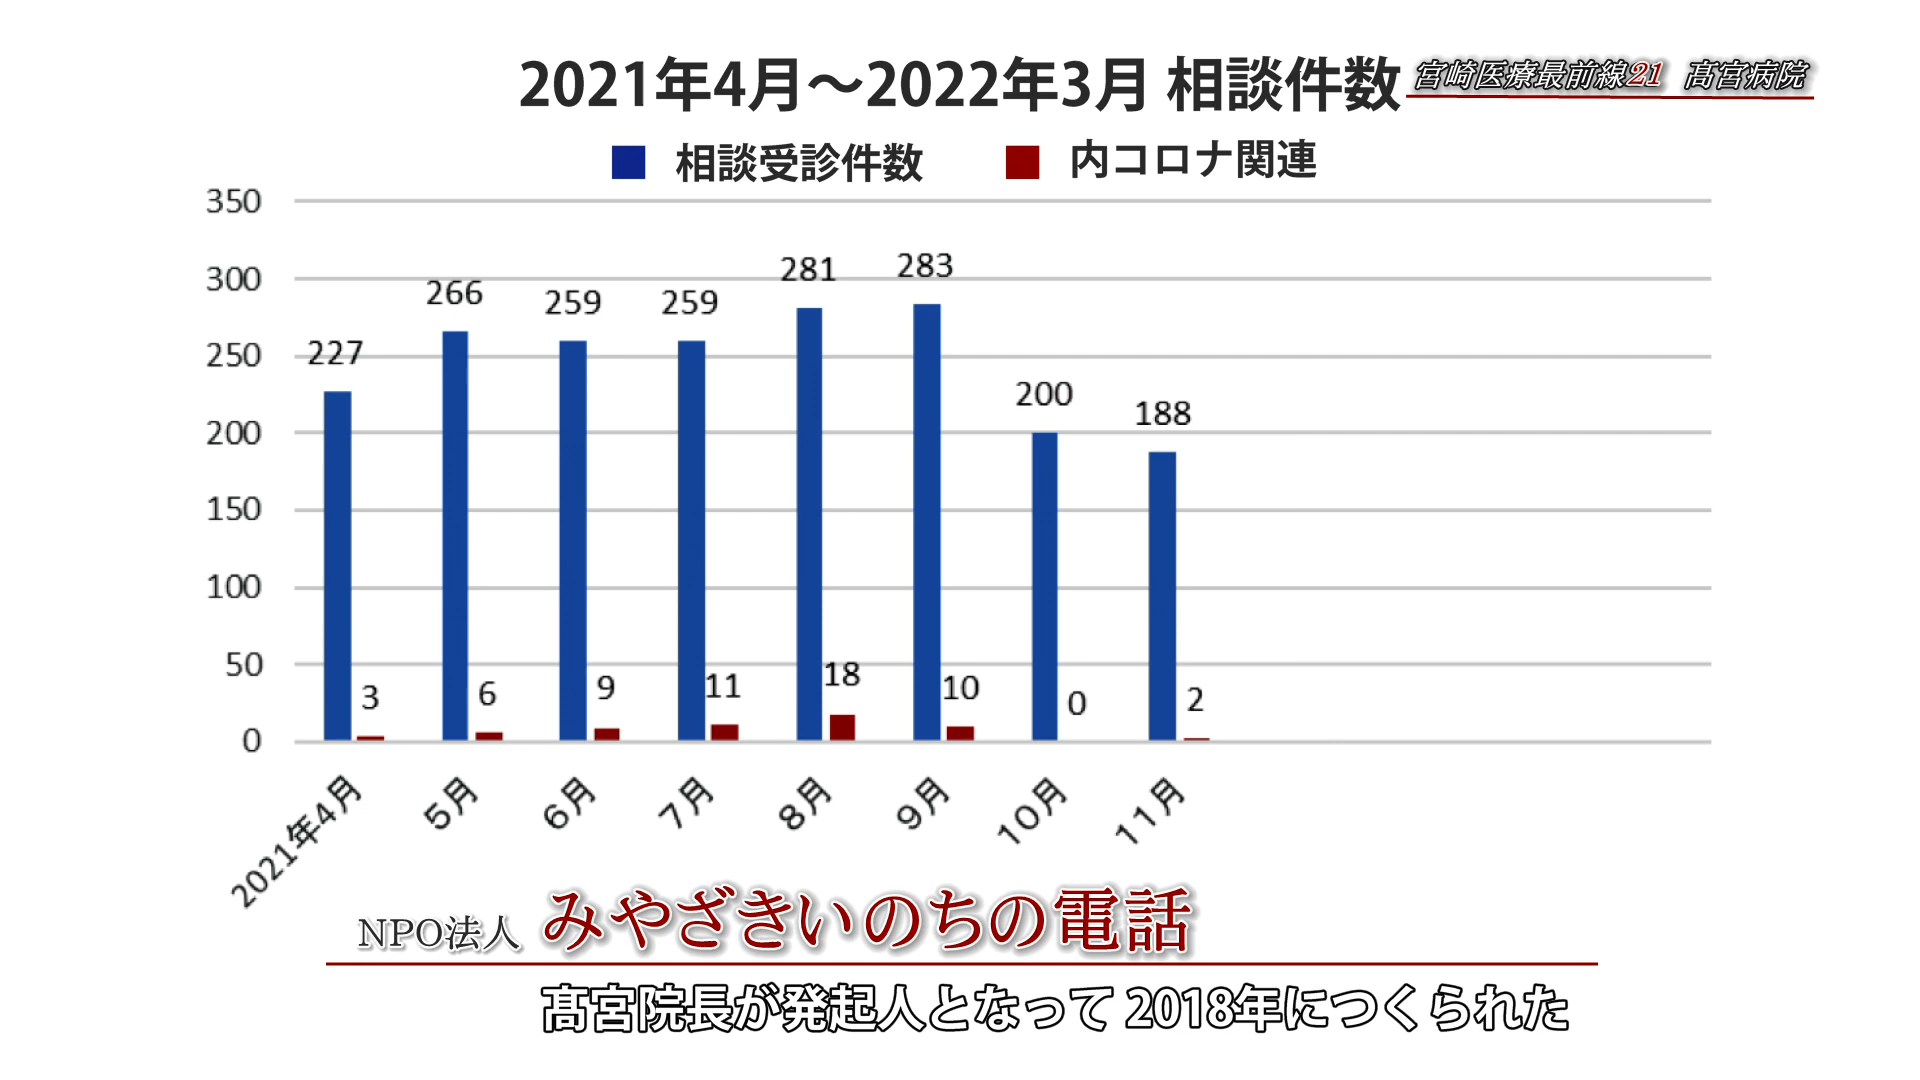 2021年4月～2022年3月 相談件数
宮崎医療最前線21 髙宮病院
相談受診件数 内コロナ関連
350
300
250
200
150
100
50
0
227 266 259 259 281 283 200 188
3 6 9 11 18 10 0 2
2021年4月 5月 6月 7月 8月 9月 10月 11月
NPO法人 みやざきいのちの電話
髙宮院長が発起人となって 2018年につくられた